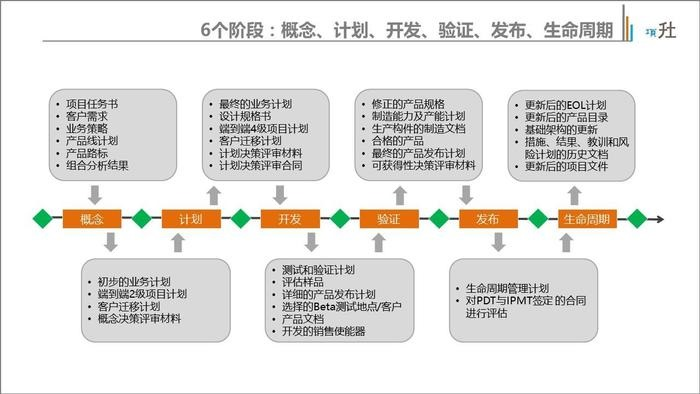 6个阶段：概念、计划、开发、验证、发布、生命周期
項升
项目任务书
客户需求
业务策略
产品线计划
产品路标
组合分析结果
最终的业务计划
设计规格书
端到端4级项目计划
客户迁移计划
计划决策评审材料
计划决策评审合同
修正的产品规格
制造能力及产能计划
生产构件的制造文档
合格的产品
最终的产品发布计划
可获得性决策评审材料
更新后的EOL计划
更新后的产品目录
基础架构的更新
措施、结果、教训和风
险计划的历史文档
更新后的项目文件
概念
计划
开发
验证
发布
生命周期
初步的业务计划
端到端2级项目计划
客户迁移计划
概念决策评审材料
测试和验证计划
评估样品
详细的产品发布计划
选择的Beta测试地点/客户
产品文档
开发的销售使能器
生命周期管理计划
对PDT与IPMT签定 的合同
进行评估